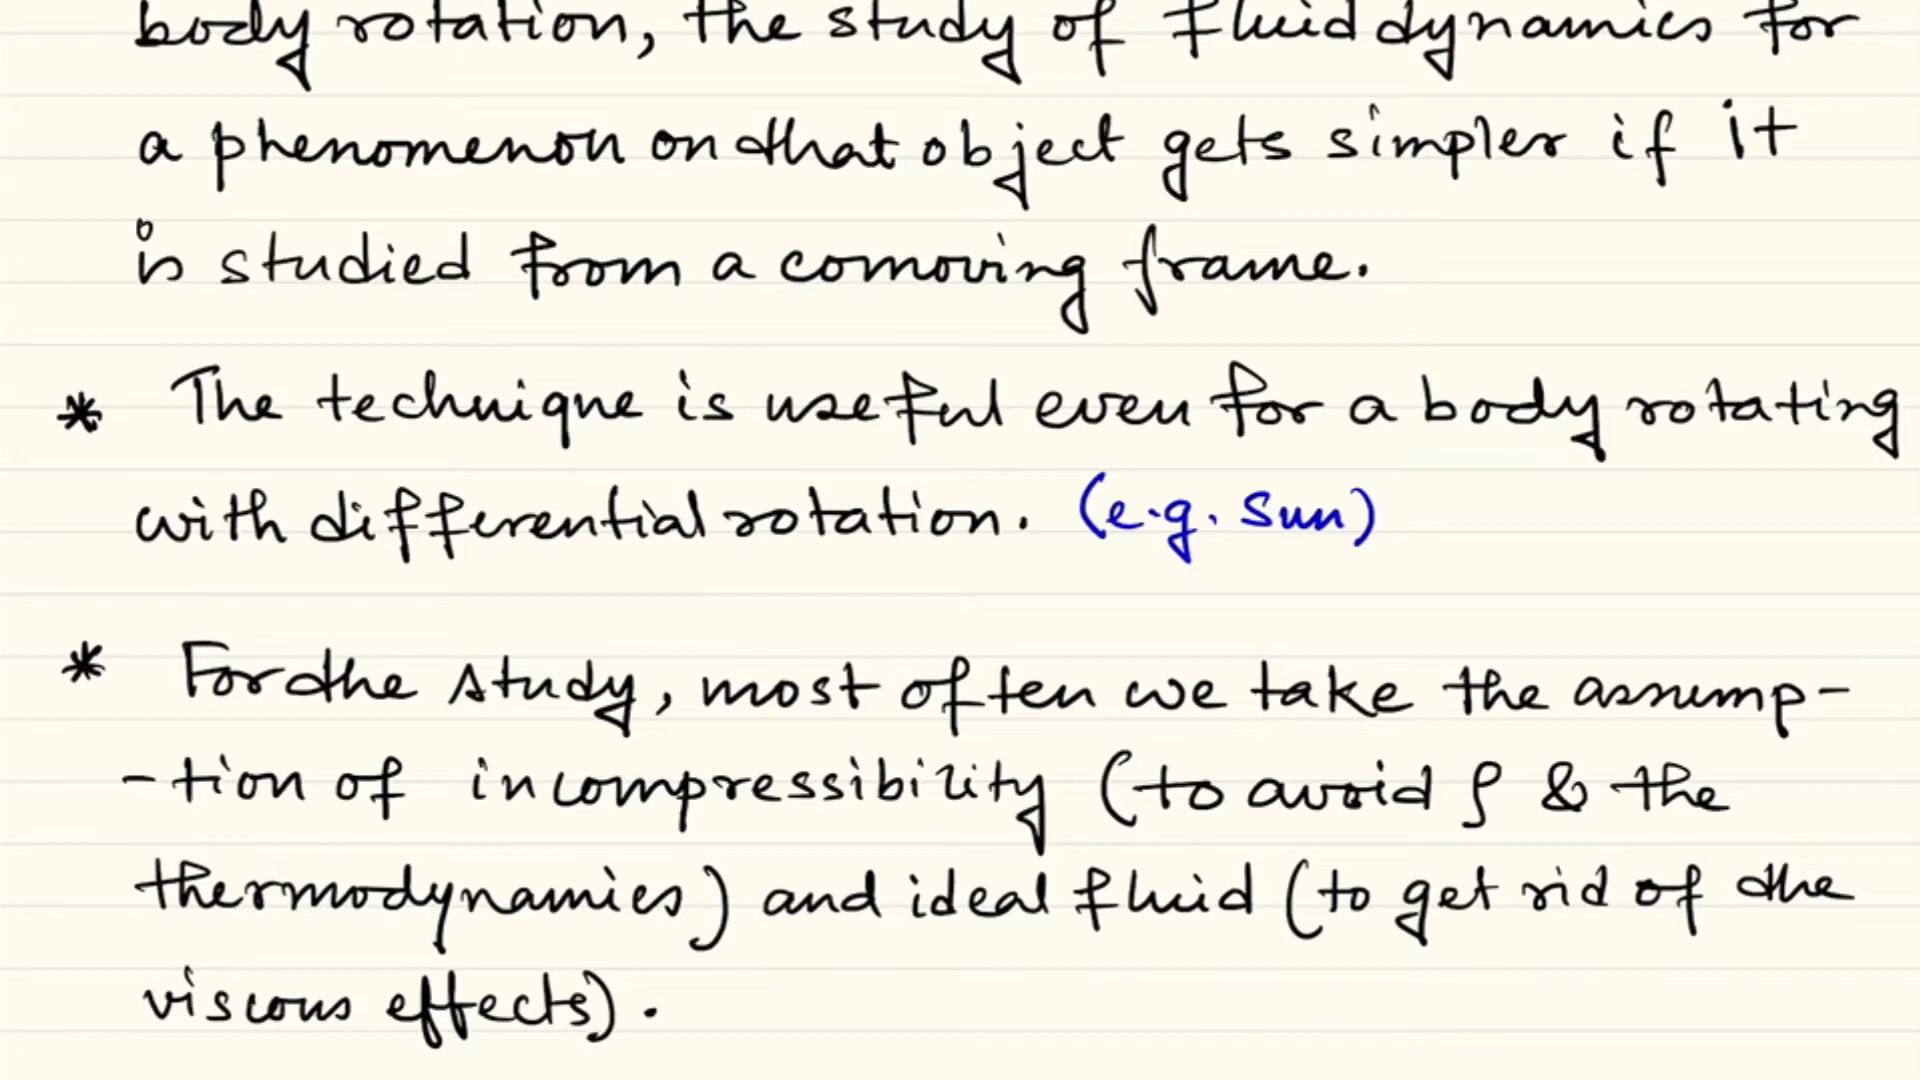 body rotation, the study of fluid dynamics for
a phenomenon on that object gets simpler if it
is studied from a comoving frame.
* The technique is useful even for a body rotating
with differential rotation. (e.g. Sun)
* For the study, most often we take the assump-
-tion of incompressibility (to avoid ρ & the
thermodynamics) and ideal fluid (to get rid of the
viscous effects).